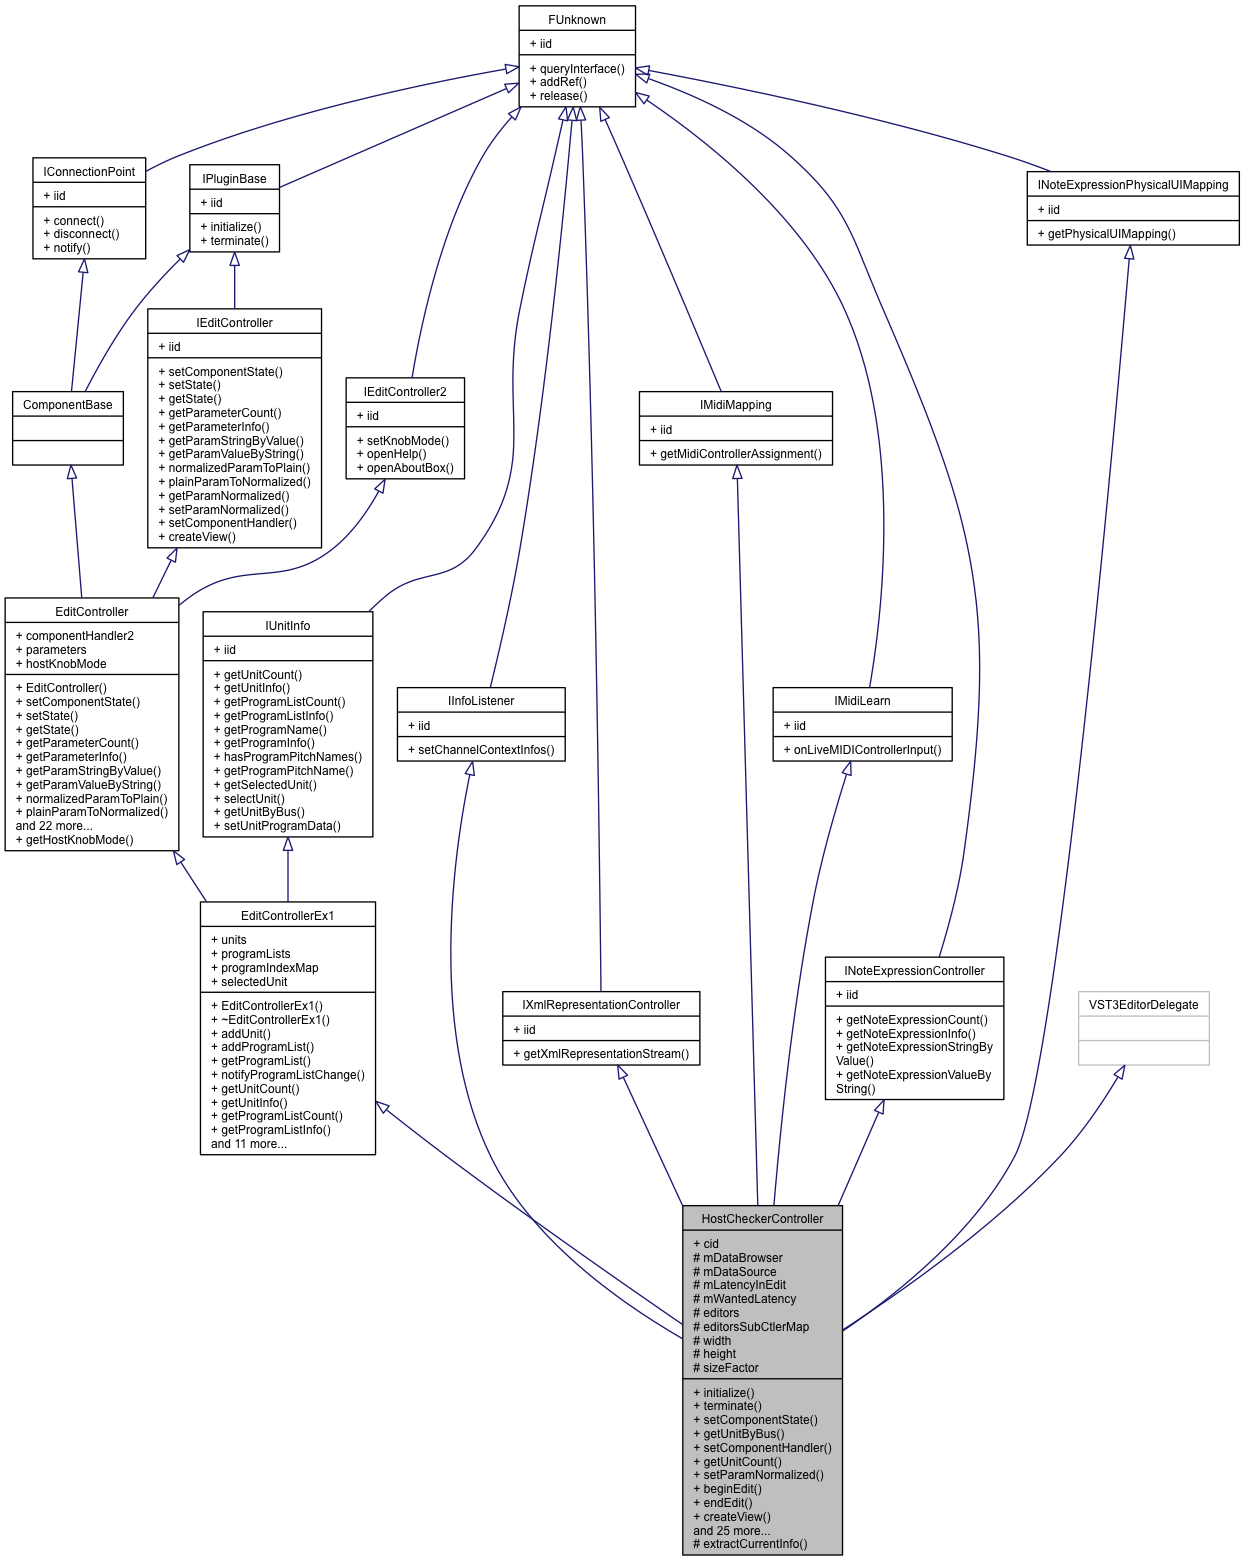 FUnknown
+ iid
+ queryInterface()
+ addRef()
+ release()
IConnectionPoint
+ iid
+ connect()
+ disconnect()
+ notify()
IPluginBase
+ iid
+ initialize()
+ terminate()
INoteExpressionPhysicalUIMapping
+ iid
+ getPhysicalUIMapping()
IEditController
+ iid
+ setComponentState()
+ setState()
+ getState()
+ getParameterCount()
+ getParameterInfo()
+ getParamStringByValue()
+ getParamValueByString()
+ normalizedParamToPlain()
+ plainParamToNormalized()
+ getParamNormalized()
+ setParamNormalized()
+ setComponentHandler()
+ createView()
ComponentBase
IEditController2
+ iid
+ setKnobMode()
+ openHelp()
+ openAboutBox()
IMidiMapping
+ iid
+ getMidiControllerAssignment()
EditController
+ componentHandler2
+ parameters
+ hostKnobMode
+ EditController()
+ setComponentState()
+ setState()
+ getState()
+ getParameterCount()
+ getParameterInfo()
+ getParamStringByValue()
+ getParamValueByString()
+ normalizedParamToPlain()
+ plainParamToNormalized()
and 22 more...
+ getHostKnobMode()
IUnitInfo
+ iid
+ getUnitCount()
+ getUnitInfo()
+ getProgramListCount()
+ getProgramListInfo()
+ getProgramName()
+ getProgramInfo()
+ hasProgramPitchNames()
+ getProgramPitchName()
+ getSelectedUnit()
+ selectUnit()
+ getUnitByBus()
+ setUnitProgramData()
IInfoListener
+ iid
+ setChannelContextInfos()
IMidiLearn
+ iid
+ onLiveMIDIControllerInput()
EditControllerEx1
+ units
+ programLists
+ programIndexMap
+ selectedUnit
+ EditControllerEx1()
+ ~EditControllerEx1()
+ addUnit()
+ addProgramList()
+ getProgramList()
+ notifyProgramListChange()
+ getUnitCount()
+ getUnitInfo()
+ getProgramListCount()
+ getProgramListInfo()
and 11 more...
IXmlRepresentationController
+ iid
+ getXmlRepresentationStream()
INoteExpressionController
+ iid
+ getNoteExpressionCount()
+ getNoteExpressionInfo()
+ getNoteExpressionStringBy
Value()
+ getNoteExpressionValueBy
String()
VST3EditorDelegate
HostCheckerController
+ cid
# mDataBrowser
# mDataSource
# mLatencyInEdit
# mWantedLatency
# editors
# editorsSubCtlerMap
# width
# height
# sizeFactor
+ initialize()
+ terminate()
+ setComponentState()
+ getUnitByBus()
+ setComponentHandler()
+ getUnitCount()
+ setParamNormalized()
+ beginEdit()
+ endEdit()
+ createView()
and 25 more...
# extractCurrentInfo()